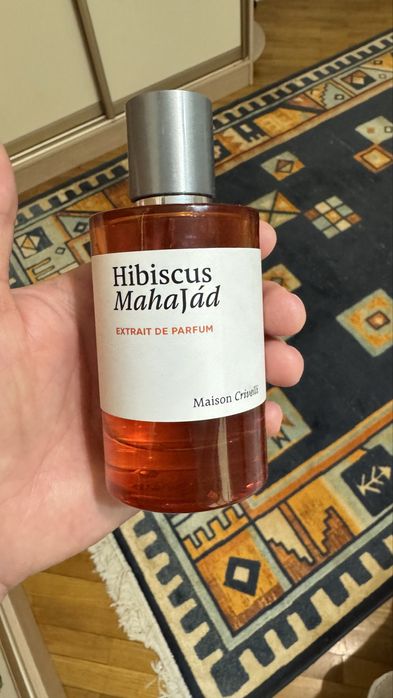 Hibiscus
MahaJád
EXTRAIT DE PARFUM
Maison Crivelli